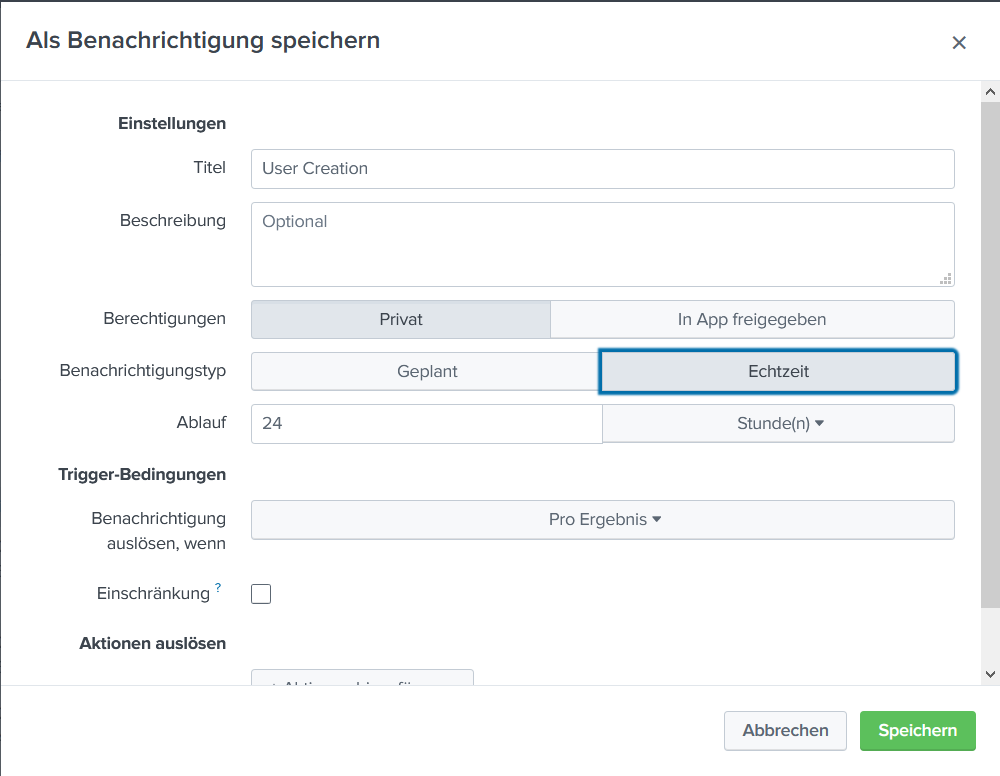 Als Benachrichtigung speichern
Einstellungen
Titel
User Creation
Beschreibung
Optional
Berechtigungen
Privat
In App freigegeben
Benachrichtigungstyp
Geplant
Echtzeit
Ablauf
24
Stunde(n)
Trigger-Bedingungen
Benachrichtigung
auslösen, wenn
Pro Ergebnis
Einschränkung ?
Aktionen auslösen
Abbrechen
Speichern